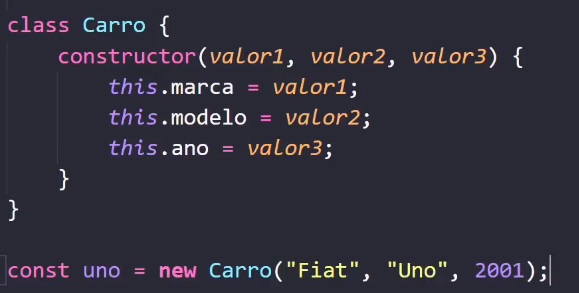 class Carro {
    constructor(valor1, valor2, valor3) {
        this.marca = valor1;
        this.modelo = valor2;
        this.ano = valor3;
    }
}
const uno = new Carro("Fiat", "Uno", 2001);